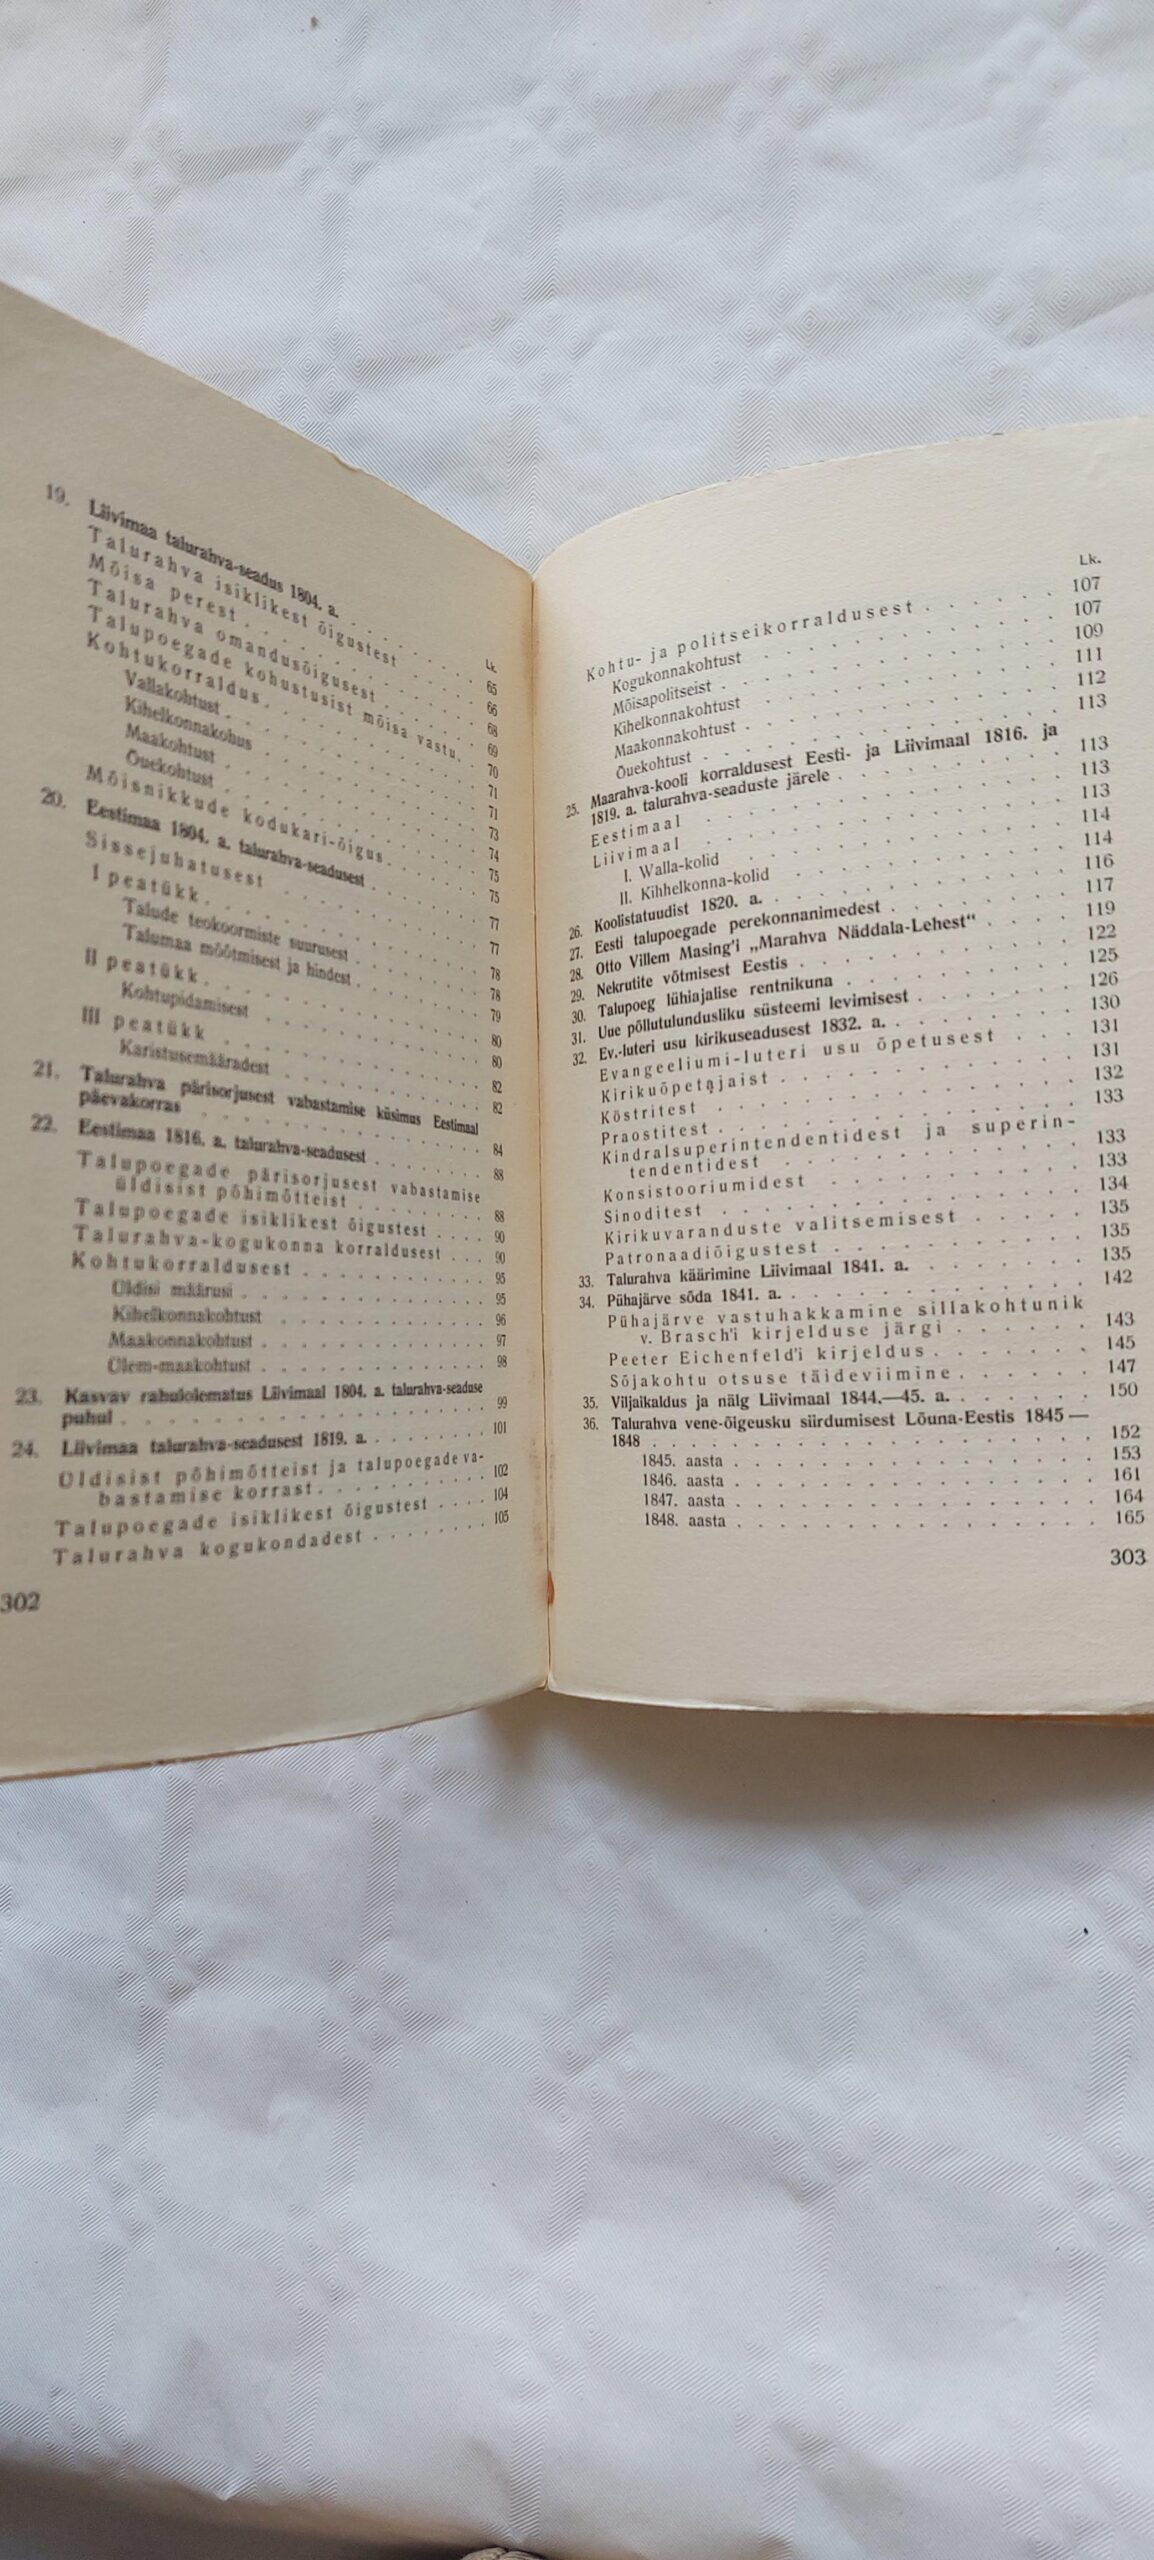 Lk.
19. Liivimaa talurahva-seadus 1804. a. . . . . . . 65
Talurahva isiklikest õigustest . . . . 66
Mõisa perest . . . . . . . . . . 68
Talurahva omandusõigusest . . . . . 69
Talupoegade kohustusist mõisa vastu . 70
Kohtukorraldus . . . . . . . . . 71
Vallakohtust . . . . . . . . . . 71
Kihelkonnakohus . . . . . . . . . 73
Maakohtust . . . . . . . . . . . 74
Õuekohtust . . . . . . . . . . . 75
Mõisnikkude kodukari-õigus . . . . . 75
20. Eestimaa 1804. a. talurahva-seadusest . . . . . 77
Sissejuhatusest . . . . . . . . . 77
I peatükk . . . . . . . . . . . 78
Talude teokoormiste suurusest . . . . . 78
Talumaa mõõtmisest ja hindest . . . . . 79
II peatükk . . . . . . . . . . . 80
Kohtupidamisest . . . . . . . . . 80
III peatükk . . . . . . . . . . 82
Karistusemääradest . . . . . . . . 82
21. Talurahva pärisorjusest vabastamise küsimus Eestimaal
päevakorras . . . . . . . . . . . 84
22. Eestimaa 1816. a. talurahva-seadusest . . . . . 88
Talupoegade pärisorjusest vabastamise
üldisist põhimõtteist . . . . . . . 88
Talupoegade isiklikest õigustest . . . 90
Talurahva-kogukonna korraldusest . . . 90
Kohtukorraldusest . . . . . . . . 95
Üldisi määrusi . . . . . . . . . . 95
Kihelkonnakohtust . . . . . . . . . 96
Maakonnakohtust . . . . . . . . . 97
Ülem-maakohtust . . . . . . . . . 98
23. Kasvav rahulolematus Liivimaal 1804. a. talurahva-seaduse
puhul . . . . . . . . . . . . . 99
24. Liivimaa talurahva-seadusest 1819. a. . . . . . 101
Üldisist põhimõtteist ja talupoegade va-
bastamise korrast . . . . . . . . 102
Talupoegade isiklikest õigustest . . . . 104
Talurahva kogukondadest . . . . . . . 105
302
Lk.
Kohtu- ja politseikorraldusest . . . . . . 107
Kogukonnakohtust . . . . . . . . . . 107
Mõisapolitseist . . . . . . . . . . . 109
Kihelkonnakohtust . . . . . . . . . . 111
Maakonnakohtust . . . . . . . . . . 112
Õuekohtust . . . . . . . . . . . . 113
25. Maarahva-kooli korraldusest Eesti- ja Liivimaal 1816. ja
1819. a. talurahva-seaduste järele . . . . . . 113
Eestimaal . . . . . . . . . . . . 113
Liivimaal . . . . . . . . . . . . 113
I. Walla-kolid . . . . . . . . . . . 114
II. Kihhelkonna-kolid . . . . . . . . . 114
26. Koolistatuudist 1820. a. . . . . . . . . 116
27. Eesti talupoegade perekonnanimedest . . . . . 117
28. Otto Villem Masing'i „Marahva Näddala-Lehest“ . . . 119
29. Nekrutite võtmisest Eestis . . . . . . . . 122
30. Talupoeg lühiajalise rentnikuna . . . . . . . 125
31. Uue põllutulundusliku süsteemi levimisest . . . . 126
32. Ev.-luteri usu kirikuseadusest 1832. a. . . . . . 130
Evangeeliumi-luteri usu õpetusest . . . 131
Kirikuõpetajaist . . . . . . . . . . 131
Köstritest . . . . . . . . . . . . 132
Praostitest . . . . . . . . . . . . 133
Kindralsuperintendentidest ja superin-
tendentidest . . . . . . . . . . . 133
Konsistooriumidest . . . . . . . . . 133
Sinoditest . . . . . . . . . . . . 134
Kirikuvaranduste valitsemisest . . . . . 135
Patronaadiõigustest . . . . . . . . . 135
33. Talurahva käärimine Liivimaal 1841. a. . . . . . 135
34. Pühajärve sõda 1841. a. . . . . . . . . . 142
Pühajärve vastuhakkamine sillakohtunik
v. Brasch'i kirjelduse järgi . . . . . . 143
Peeter Eichenfeld'i kirjeldus . . . . . . 145
Sõjakohtu otsuse täideviimine . . . . . . 147
35. Viljaikaldus ja nälg Liivimaal 1844.—45. a. . . . . 150
36. Talurahva vene-õigeusku siirdumisest Lõuna-Eestis 1845—
1848 . . . . . . . . . . . . . . 152
1845. aasta . . . . . . . . . . . . 153
1846. aasta . . . . . . . . . . . . 161
1847. aasta . . . . . . . . . . . . 164
1848. aasta . . . . . . . . . . . . 165
303